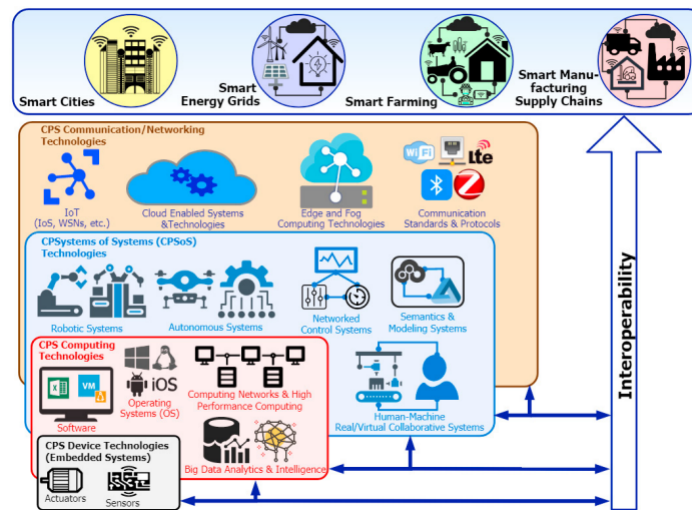 Smart Cities
Smart
Energy Grids
Smart Farming
Smart Manu-
facturing
Supply Chains
CPS Communication/Networking
Technologies
IoT
(IoS, WSNs, etc.)
Cloud Enabled Systems
&Technologies
Edge and Fog
Computing Technologies
WiFi
Lte
Communication
Standards & Protocols
CPSystems of Systems (CPSoS)
Technologies
Robotic Systems
Autonomous Systems
Networked
Control Systems
Semantics &
Modeling Systems
CPS Computing
Technologies
VM
Software
iOS
Operating
Systems (OS)
Computing Networks & High
Performance Computing
Big Data Analytics & Intelligence
Human-Machine
Real/Virtual Collaborative Systems
CPS Device Technologies
(Embedded Systems)
Actuators
Sensors
Interoperability